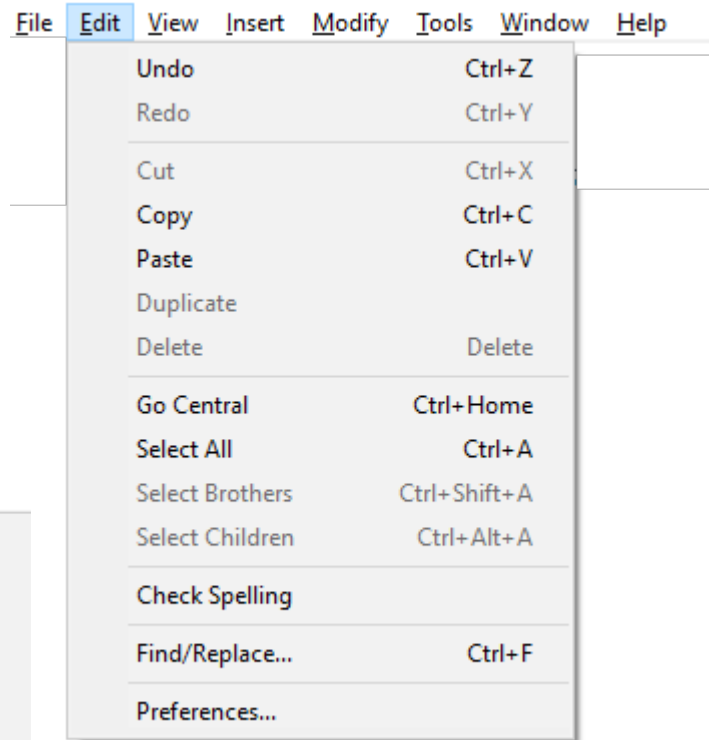 File Edit View Insert Modify Tools Window Help
Undo Ctrl+Z
Redo Ctrl+Y
Cut Ctrl+X
Copy Ctrl+C
Paste Ctrl+V
Duplicate
Delete Delete
Go Central Ctrl+Home
Select All Ctrl+A
Select Brothers Ctrl+Shift+A
Select Children Ctrl+Alt+A
Check Spelling
Find/Replace... Ctrl+F
Preferences...